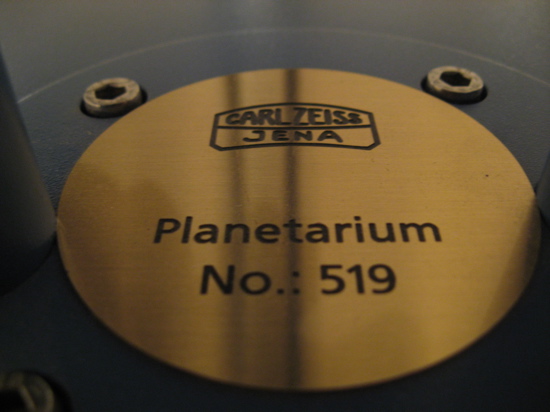 CARL ZEISS
JENA
Planetarium
No.: 519